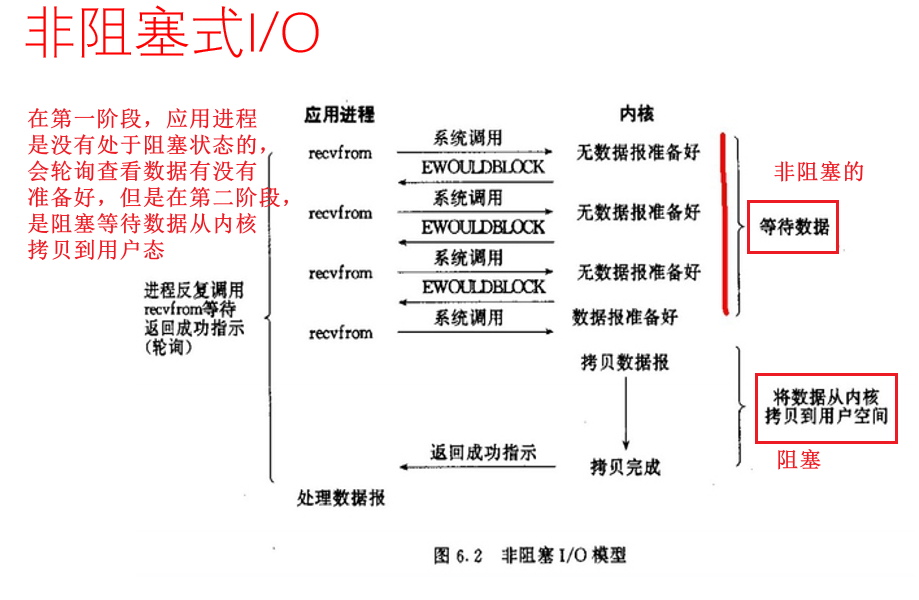 非阻塞式I/O
在第一阶段，应用进程
是没有处于阻塞状态的，
会轮询查看数据有没有
准备好，但是在第二阶段，
是阻塞等待数据从内核
拷贝到用户态
应用进程
内核
recvfrom
系统调用
无数据报准备好
EWOULDBLOCK
recvfrom
系统调用
无数据报准备好
EWOULDBLOCK
recvfrom
系统调用
无数据报准备好
EWOULDBLOCK
recvfrom
系统调用
数据报准备好
非阻塞的
等待数据
进程反复调用
recvfrom等待
返回成功指示
(轮询)
拷贝数据报
将数据从内核
拷贝到用户空间
阻塞
返回成功指示
拷贝完成
处理数据报
图 6.2 非阻塞 I/O 模型